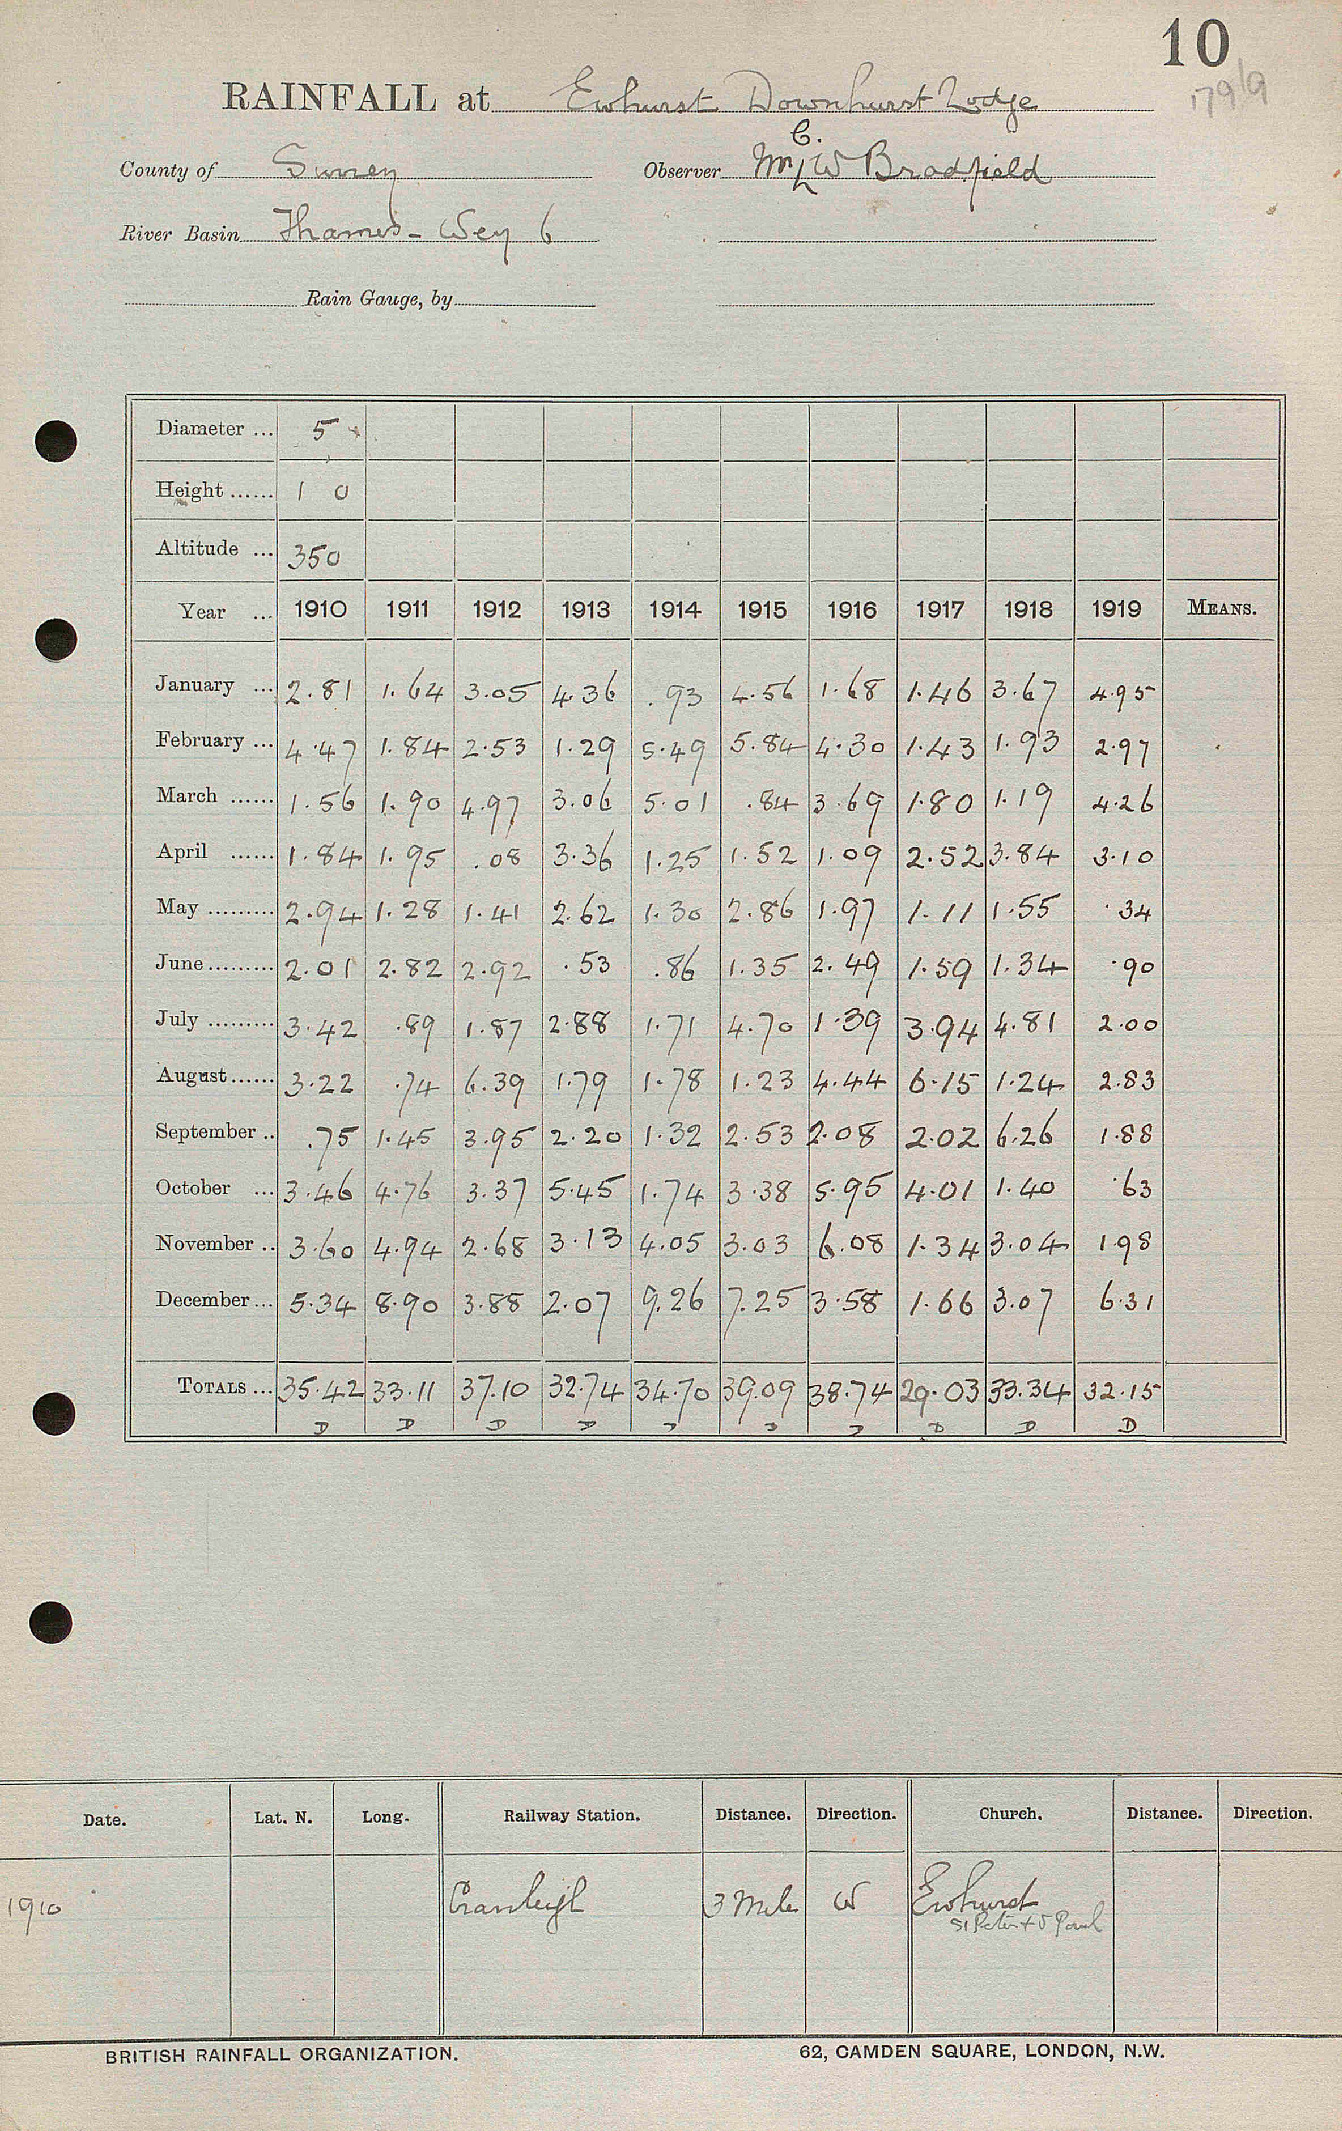 10
179/9
RAINFALL at Ewhurst Downhurst Lodge
C.
County of Surrey Observer Mr L W Bradfield
River Basin Thames - Wey 6
Rain Gauge, by
Diameter ... 5
Height ...... 1 0
Altitude ... 350
Year ... 1910 1911 1912 1913 1914 1915 1916 1917 1918 1919 MEANS.
January ... 2.81 1.64 3.05 4.36 .93 4.56 1.68 1.46 3.67 4.95
February ... 4.47 1.84 2.53 1.29 5.49 5.84 4.30 1.43 1.93 2.97
March ...... 1.56 1.90 4.97 3.06 5.01 .84 3.69 1.80 1.19 4.26
April ...... 1.84 1.95 .08 3.36 1.25 1.52 1.09 2.52 3.84 3.10
May ......... 2.94 1.28 1.41 2.62 1.30 2.86 1.97 1.11 1.55 .34
June ......... 2.01 2.82 2.92 .53 .86 1.35 2.49 1.59 1.34 .90
July ......... 3.42 .89 1.87 2.88 1.71 4.70 1.39 3.94 4.81 2.00
August ...... 3.22 .74 6.39 1.79 1.78 1.23 4.44 6.15 1.24 2.83
September .. .75 1.45 3.95 2.20 1.32 2.53 2.08 2.02 6.26 1.88
October ... 3.46 4.76 3.37 5.45 1.74 3.38 5.95 4.01 1.40 .63
November .. 3.60 4.94 2.68 3.13 4.05 3.03 6.08 1.34 3.04 1 98
December ... 5.34 8.90 3.88 2.07 9.26 7.25 3.58 1.66 3.07 6.31
TOTALS ... 35.42 33.11 37.10 32.74 34.70 39.09 38.74 29.03 33.34 32.15
D D D D D D D D D D
Date. Lat. N. Long. Railway Station. Distance. Direction. Church. Distance. Direction.
1910 Cranleigh 3 Mile W Ewhurst
St Peter + S Paul
BRITISH RAINFALL ORGANIZATION. 62, CAMDEN SQUARE, LONDON, N.W.